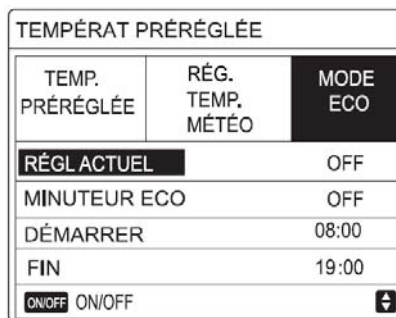 TEMPÉRAT PRÉRÉGLÉE
TEMP. PRÉRÉGLÉE
RÉG. TEMP. MÉTÉO
MODE ECO
RÉGL ACTUEL OFF
MINUTEUR ECO OFF
DÉMARRER 08:00
FIN 19:00
ON/OFF ON/OFF